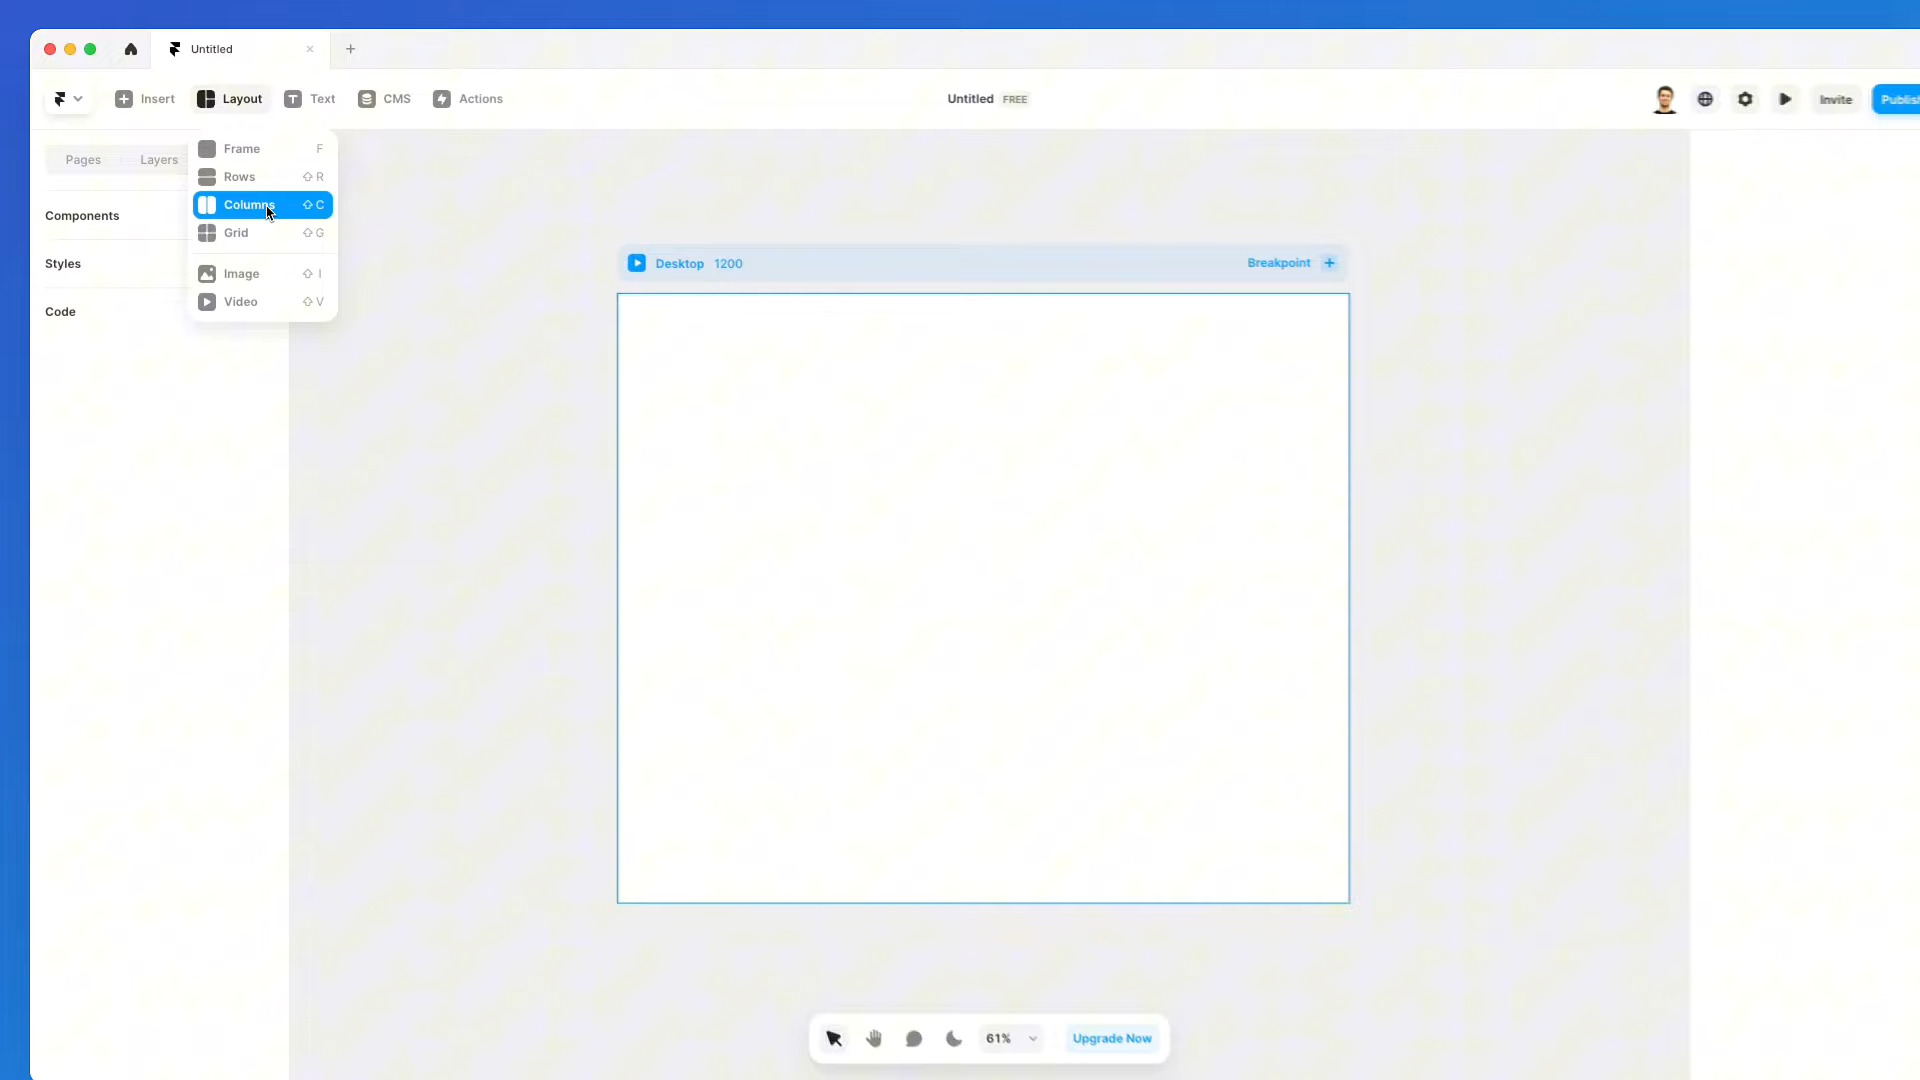 Untitled
Insert Layout Text CMS Actions
Untitled FREE
Invite
Publis
Pages Layers
Components
Styles
Code
Frame F
Rows ⇧ R
Columns ⇧ C
Grid ⇧ G
Image ⇧ I
Video ⇧ V
Desktop 1200
Breakpoint +
61%
Upgrade Now